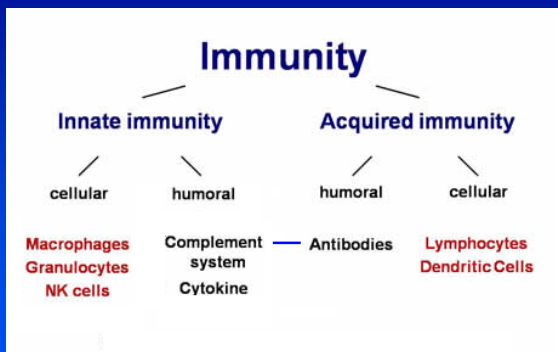 Immunity
Innate immunity
Acquired immunity
cellular
humoral
humoral
cellular
Macrophages
Granulocytes
NK cells
Complement
system
Cytokine
Antibodies
Lymphocytes
Dendritic Cells